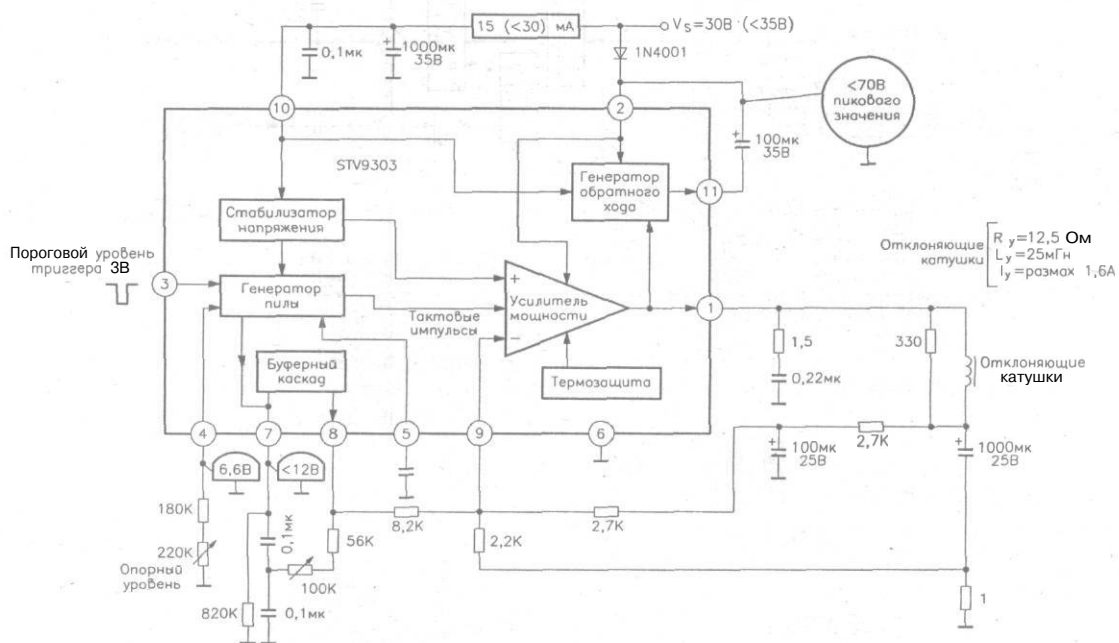 15 (<30) мА
Vs=30В (<35В)
0,1мк
1000мк
35В
1N4001
<70В
пикового
значения
10
2
100мк
35В
STV9303
Генератор
обратного
хода
11
Стабилизатор
напряжения
Отклоняющие
катушки
Rу=12,5 Ом
Lу=25мГн
Iу=размах 1,6А
Пороговой уровень
триггера 3В
3
Генератор
пилы
+
Усилитель
мощности
−
1
Тактовые
импульсы
1,5
330
Буферный
каскад
Термозащита
0,22мк
Отклоняющие
катушки
4
7
8
5
9
6
100мк
25В
2,7К
1000мк
25В
6,6В
<12В
180К
0,1мк
8,2К
2,7К
56К
2,2К
220К
Опорный
уровень
100К
820К
0,1мк
1